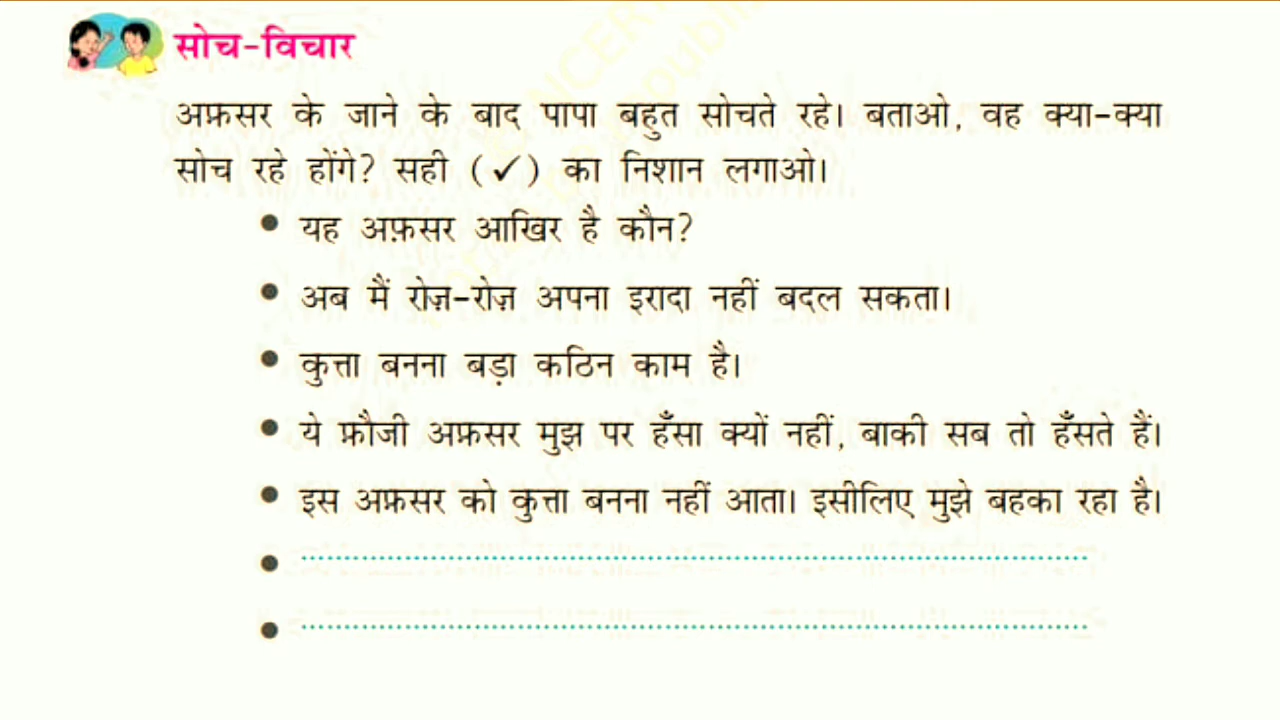 सोच-विचार
अफ़सर के जाने के बाद पापा बहुत सोचते रहे। बताओ, वह क्या-क्या
सोच रहे होंगे? सही (✓) का निशान लगाओ।
• यह अफ़सर आखिर है कौन?
• अब मैं रोज़-रोज़ अपना इरादा नहीं बदल सकता।
• कुत्ता बनना बड़ा कठिन काम है।
• ये फ़ौजी अफ़सर मुझ पर हँसा क्यों नहीं, बाकी सब तो हँसते हैं।
• इस अफ़सर को कुत्ता बनना नहीं आता। इसीलिए मुझे बहका रहा है।
• ........................................
• ........................................